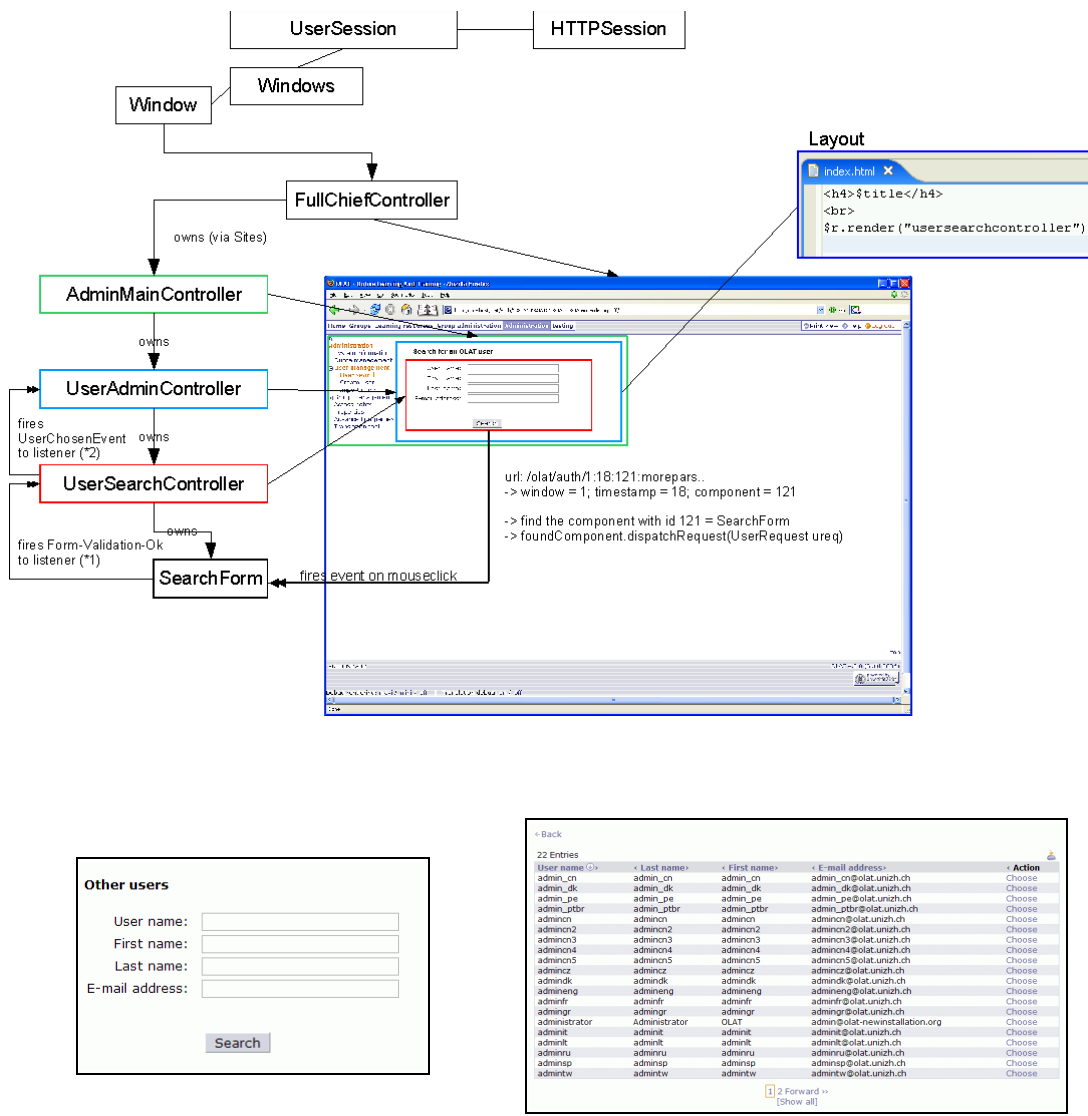 UserSession
HTTPSession
Windows
Window
Layout
index.html
<h4>$title</h4>
<br>
$r.render("usersearchcontroller")
FullChiefController
owns (via Sites)
AdminMainController
owns
UserAdminController
fires
UserChosenEvent
to listener (*2)
owns
UserSearchController
owns
fires Form-Validation-Ok
to listener (*1)
SearchForm
fires event on mouseclick
Home Groups Learning resources Group administration Administration testing
Administration
User management
Search for an OLAT user
url: /olat/auth/1:18:121:morepars..
-> window = 1; timestamp = 18; component = 121
-> find the component with id 121 = SearchForm
-> foundComponent.dispatchRequest(UserRequest ureq)
Other users
User name:
First name:
Last name:
E-mail address:
Search
Back
22 Entries
User name Last name First name E-mail address Action
admin_cn admin_cn admin_cn admin_cn@olat.unizh.ch Choose
admin_dk admin_dk admin_dk admin_dk@olat.unizh.ch Choose
admin_pe admin_pe admin_pe admin_pe@olat.unizh.ch Choose
admin_ptbr admin_ptbr admin_ptbr admin_ptbr@olat.unizh.ch Choose
admincn admincn admincn admincn@olat.unizh.ch Choose
admincn2 admincn2 admincn2 admincn2@olat.unizh.ch Choose
admincn3 admincn3 admincn3 admincn3@olat.unizh.ch Choose
admincn4 admincn4 admincn4 admincn4@olat.unizh.ch Choose
admincn5 admincn5 admincn5 admincn5@olat.unizh.ch Choose
admincz admincz admincz admincz@olat.unizh.ch Choose
admindk admindk admindk admindk@olat.unizh.ch Choose
admineng admineng admineng admineng@olat.unizh.ch Choose
adminfr adminfr adminfr adminfr@olat.unizh.ch Choose
admingr admingr admingr admingr@olat.unizh.ch Choose
administrator Administrator OLAT admin@olat-newinstallation.org Choose
adminit adminit adminit adminit@olat.unizh.ch Choose
adminlt adminlt adminlt adminlt@olat.unizh.ch Choose
adminru adminru adminru adminru@olat.unizh.ch Choose
adminsp adminsp adminsp adminsp@olat.unizh.ch Choose
admintw admintw admintw admintw@olat.unizh.ch Choose
1 2 Forward ››
[Show all]